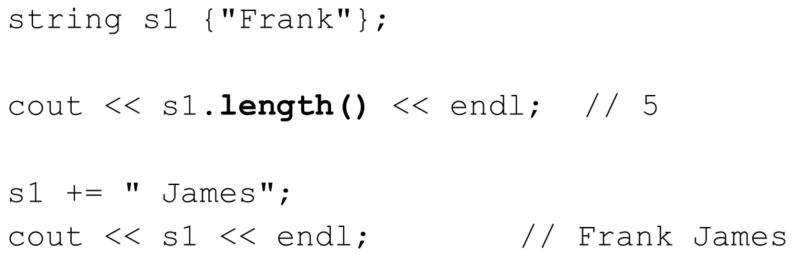 string s1 {"Frank"};
cout << s1.length() << endl;  // 5
s1 += " James";
cout << s1 << endl;        // Frank James